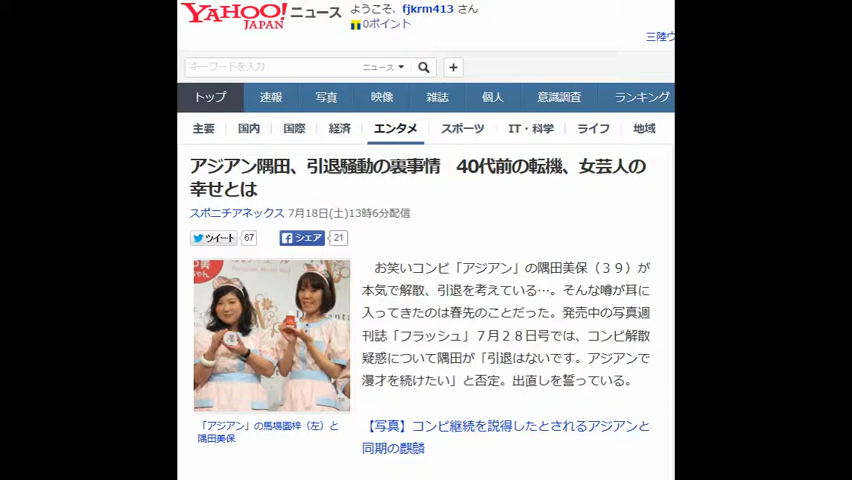 YAHOO! JAPAN ニュース
ようこそ、fjkrm413 さん
0ポイント
三陸
キーワードを入力
ニュース
トップ 速報 写真 映像 雑誌 個人 意識調査 ランキング
主要 国内 国際 経済 エンタメ スポーツ IT・科学 ライフ 地域
アジアン隅田、引退騒動の裏事情 40代前の転機、女芸人の
幸せとは
スポニチアネックス 7月18日(土)13時6分配信
ツイート 67 シェア 21
お笑いコンビ「アジアン」の隅田美保(39)が
本気で解散、引退を考えている…。そんな噂が耳に
入ってきたのは春先のことだった。発売中の写真週
刊誌「フラッシュ」7月28日号では、コンビ解散
疑惑について隅田が「引退はないです。アジアンで
漫才を続けたい」と否定。出直しを誓っている。
「アジアン」の馬場園梓(左)と
隅田美保
【写真】コンビ継続を説得したとされるアジアンと
同期の麒麟